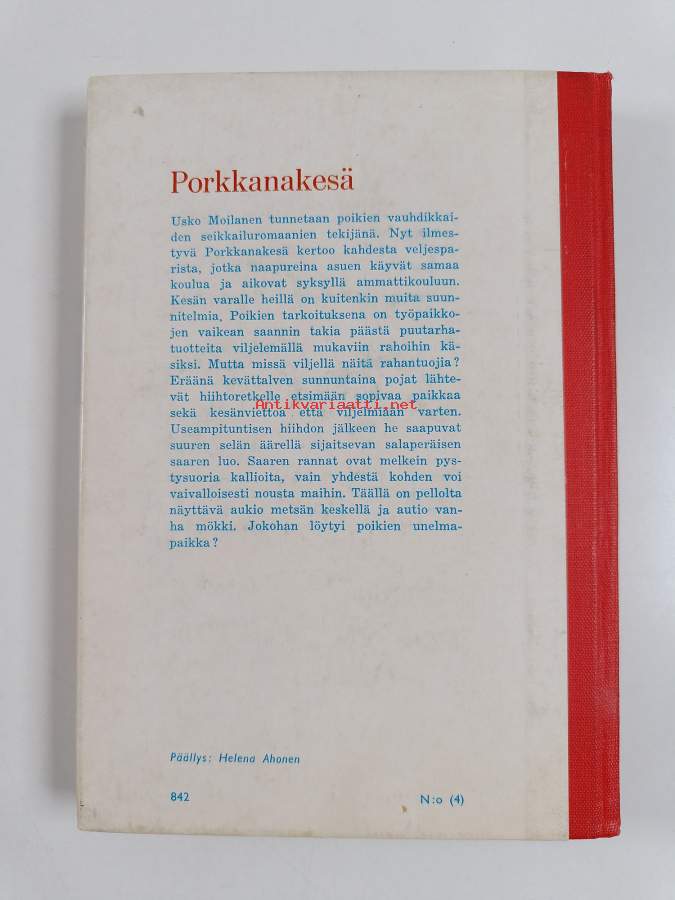 Porkkanakesä
Usko Moilanen tunnetaan poikien vauhdikkai-
den seikkailuromaanien tekijänä. Nyt ilmes-
tyvä Porkkanakesä kertoo kahdesta veljespa-
rista, jotka naapureina asuen käyvät samaa
koulua ja aikovat syksyllä ammattikouluun.
Kesän varalle heillä on kuitenkin muita suun-
nitelmia. Poikien tarkoituksena on työpaikko-
jen vaikean saannin takia päästä puutarha-
tuotteita viljelemällä mukaviin rahoihin kä-
siksi. Mutta missä viljellä näitä rahantuojia?
Eräänä kevättalven sunnuntaina pojat lähte-
vät hiihtoretkelle etsimään sopivaa paikkaa
sekä kesänviettoa että viljelmiään varten.
Antikvariaatti.net
Useampituntisen hiihdon jälkeen he saapuvat
suuren selän äärellä sijaitsevan salaperäisen
saaren luo. Saaren rannat ovat melkein pys-
tysuoria kallioita, vain yhdestä kohden voi
vaivalloisesti nousta maihin. Täällä on pellolta
näyttävä aukio metsän keskellä ja autio van-
ha mökki. Jokohan löytyi poikien unelma-
paikka?
Päällys: Helena Ahonen
842 N:o (4)